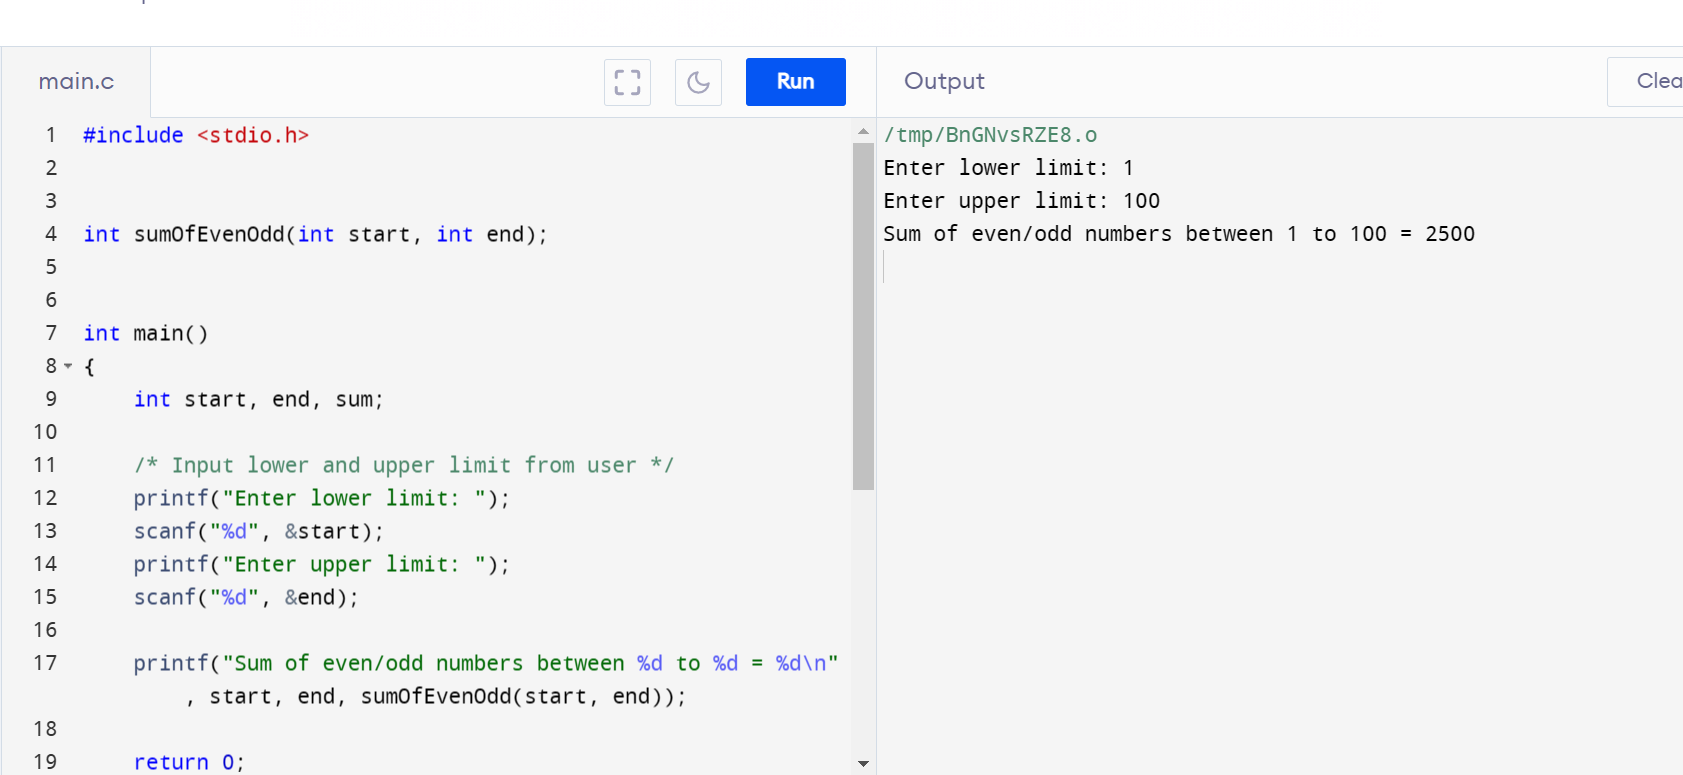 main.c
Run
Output
Clea
1 #include <stdio.h>
2
3
4 int sumOfEvenOdd(int start, int end);
5
6
7 int main()
8 {
9 int start, end, sum;
10
11 /* Input lower and upper limit from user */
12 printf("Enter lower limit: ");
13 scanf("%d", &start);
14 printf("Enter upper limit: ");
15 scanf("%d", &end);
16
17 printf("Sum of even/odd numbers between %d to %d = %d\n"
, start, end, sumOfEvenOdd(start, end));
18
19 return 0;
/tmp/BnGNvsRZE8.o
Enter lower limit: 1
Enter upper limit: 100
Sum of even/odd numbers between 1 to 100 = 2500